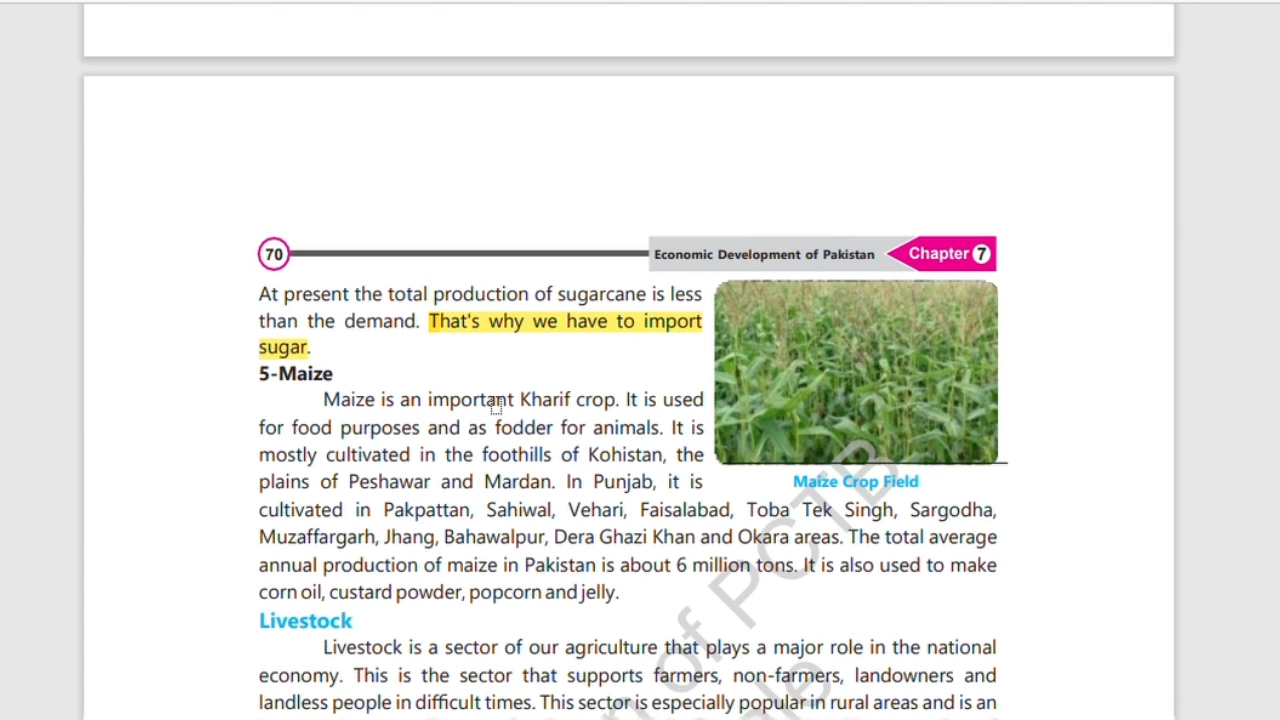 70
Economic Development of Pakistan
Chapter 7
At present the total production of sugarcane is less
than the demand. That's why we have to import
sugar.
5-Maize
Maize is an important Kharif crop. It is used
for food purposes and as fodder for animals. It is
mostly cultivated in the foothills of Kohistan, the
plains of Peshawar and Mardan. In Punjab, it is
Maize Crop Field
cultivated in Pakpattan, Sahiwal, Vehari, Faisalabad, Toba Tek Singh, Sargodha,
Muzaffargarh, Jhang, Bahawalpur, Dera Ghazi Khan and Okara areas. The total average
annual production of maize in Pakistan is about 6 million tons. It is also used to make
corn oil, custard powder, popcorn and jelly.
Livestock
Livestock is a sector of our agriculture that plays a major role in the national
economy. This is the sector that supports farmers, non-farmers, landowners and
landless people in difficult times. This sector is especially popular in rural areas and is an
of PCTB